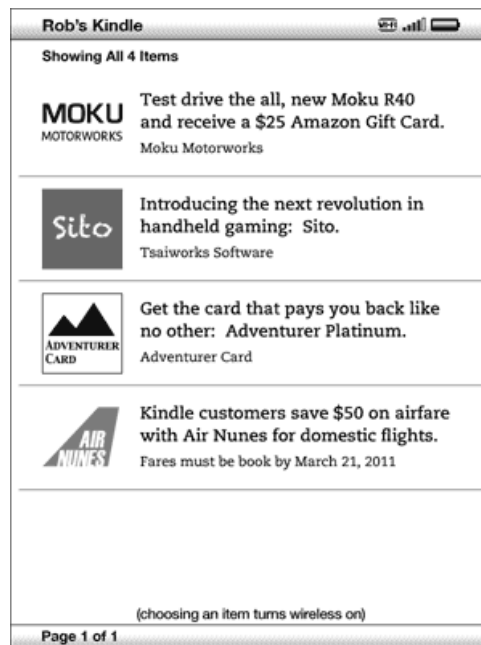 Rob's Kindle
Showing All 4 Items
MOKU
MOTORWORKS
Test drive the all, new Moku R40
and receive a $25 Amazon Gift Card.
Moku Motorworks
Sito
Introducing the next revolution in
handheld gaming:  Sito.
Tsaiworks Software
ADVENTURER
CARD
Get the card that pays you back like
no other:  Adventurer Platinum.
Adventurer Card
AIR
NUNES
Kindle customers save $50 on airfare
with Air Nunes for domestic flights.
Fares must be book by March 21, 2011
(choosing an item turns wireless on)
Page 1 of 1